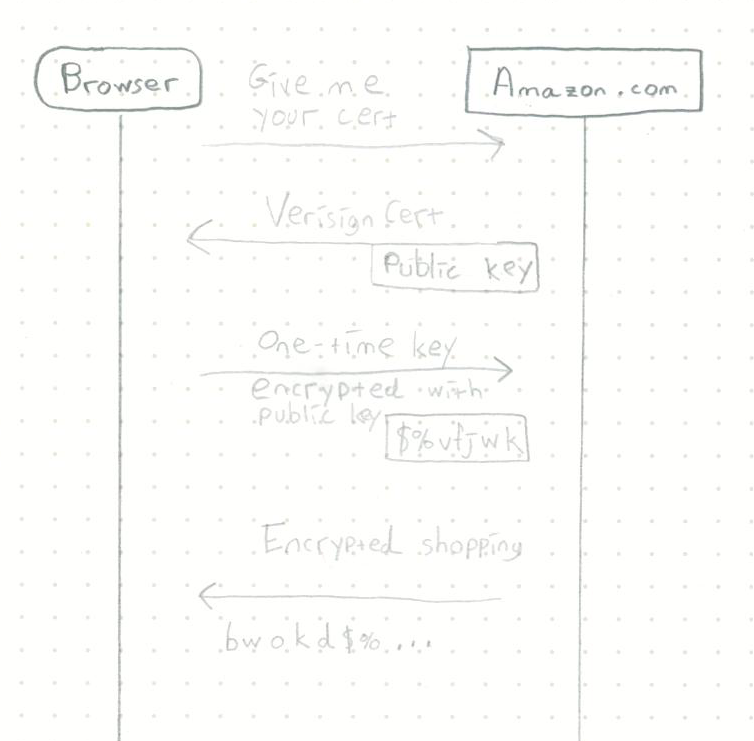 Browser
Amazon.com
Give me
your cert
Verisign Cert
Public key
One-time key
encrypted with
public key
$%vfjwk
Encrypted shopping
bwokd$%...